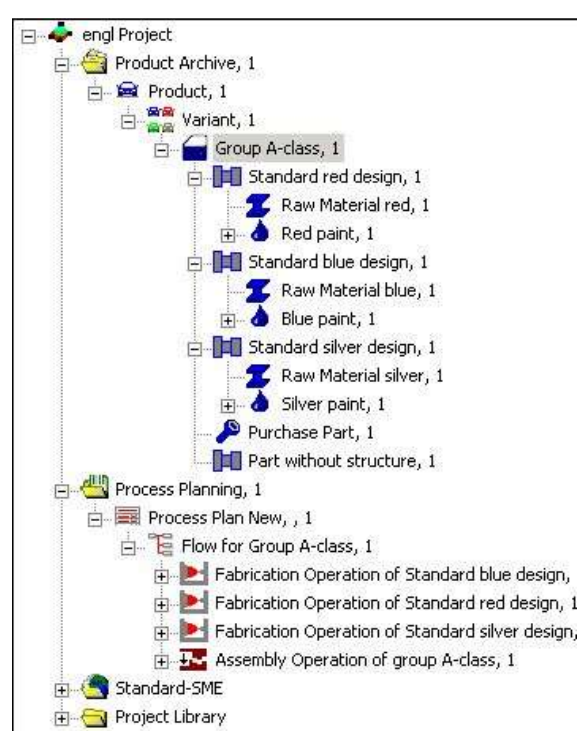 engl Project
Product Archive, 1
Product, 1
Variant, 1
Group A-class, 1
Standard red design, 1
Raw Material red, 1
Red paint, 1
Standard blue design, 1
Raw Material blue, 1
Blue paint, 1
Standard silver design, 1
Raw Material silver, 1
Silver paint, 1
Purchase Part, 1
Part without structure, 1
Process Planning, 1
Process Plan New, , 1
Flow for Group A-class, 1
Fabrication Operation of Standard blue design,
Fabrication Operation of Standard red design, 1
Fabrication Operation of Standard silver design,
Assembly Operation of group A-class, 1
Standard-SME
Project Library